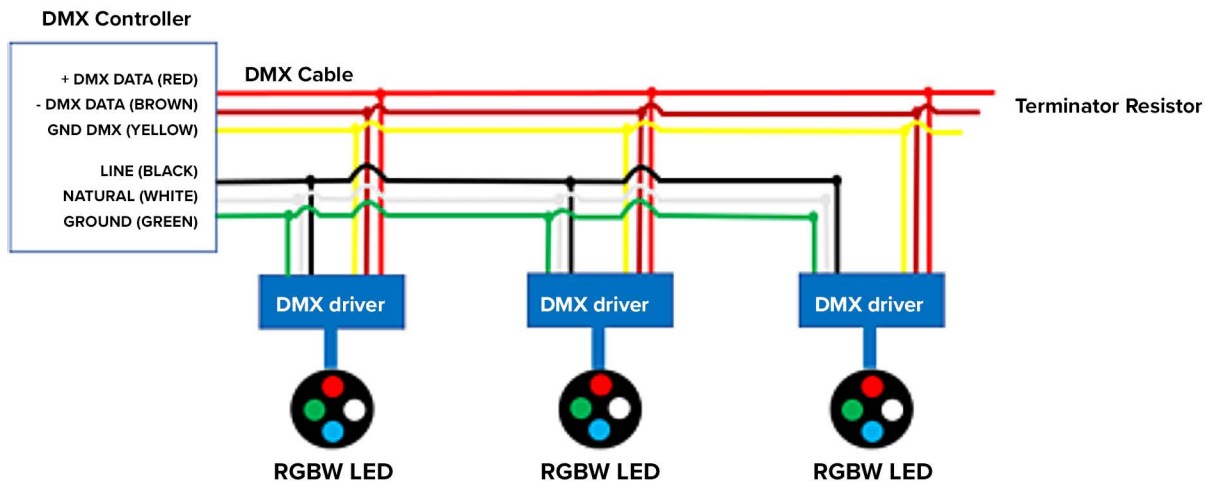 DMX Controller
+ DMX DATA (RED)
DMX Cable
- DMX DATA (BROWN)
Terminator Resistor
GND DMX (YELLOW)
LINE (BLACK)
NATURAL (WHITE)
GROUND (GREEN)
DMX driver
DMX driver
DMX driver
RGBW LED
RGBW LED
RGBW LED